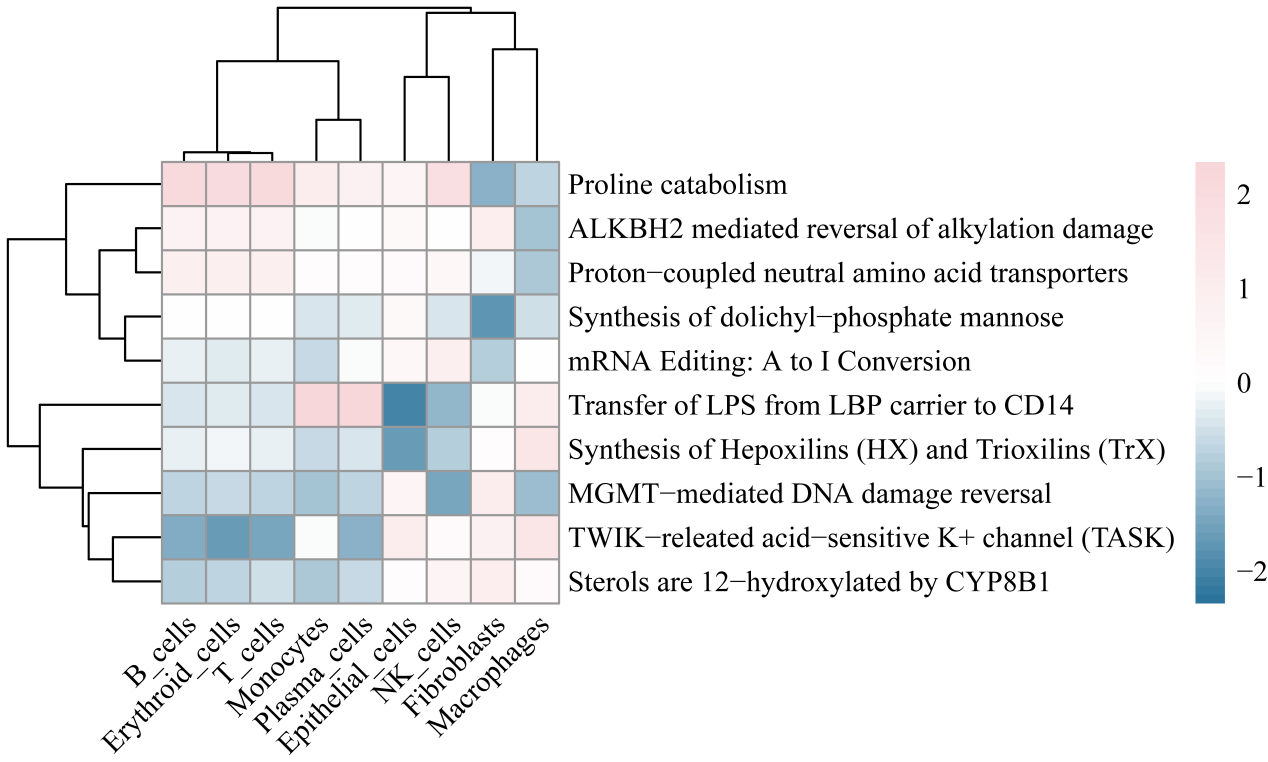 Proline catabolism
ALKBH2 mediated reversal of alkylation damage
Proton−coupled neutral amino acid transporters
Synthesis of dolichyl−phosphate mannose
mRNA Editing: A to I Conversion
Transfer of LPS from LBP carrier to CD14
Synthesis of Hepoxilins (HX) and Trioxilins (TrX)
MGMT−mediated DNA damage reversal
TWIK−releated acid−sensitive K+ channel (TASK)
Sterols are 12−hydroxylated by CYP8B1
B_cells
Erythroid_cells
T_cells
Monocytes
Plasma_cells
Epithelial_cells
NK_cells
Fibroblasts
Macrophages
2
1
0
−1
−2